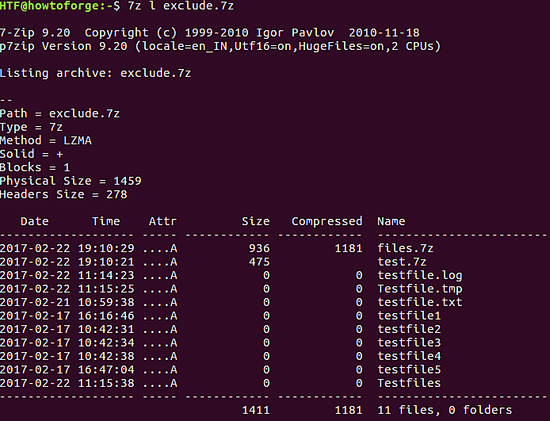 HTF@howtoforge:~$ 7z l exclude.7z
7-Zip 9.20  Copyright (c) 1999-2010 Igor Pavlov  2010-11-18
p7zip Version 9.20 (locale=en_IN,Utf16=on,HugeFiles=on,2 CPUs)
Listing archive: exclude.7z
--
Path = exclude.7z
Type = 7z
Method = LZMA
Solid = +
Blocks = 1
Physical Size = 1459
Headers Size = 278
   Date      Time    Attr         Size   Compressed  Name
------------------- ----- ------------ ------------  ------------------------
2017-02-22 19:10:29 ....A          936         1181  files.7z
2017-02-22 19:10:21 ....A          475               test.7z
2017-02-22 11:14:23 ....A            0            0  testfile.log
2017-02-22 11:15:25 ....A            0            0  Testfile.tmp
2017-02-21 10:59:38 ....A            0            0  testfile.txt
2017-02-17 16:16:46 ....A            0            0  testfile1
2017-02-17 10:42:31 ....A            0            0  testfile2
2017-02-17 10:42:34 ....A            0            0  testfile3
2017-02-17 10:42:38 ....A            0            0  testfile4
2017-02-17 16:47:04 ....A            0            0  testfile5
2017-02-22 11:15:38 ....A            0            0  Testfiles
------------------- ----- ------------ ------------  ------------------------
                                  1411         1181  11 files, 0 folders